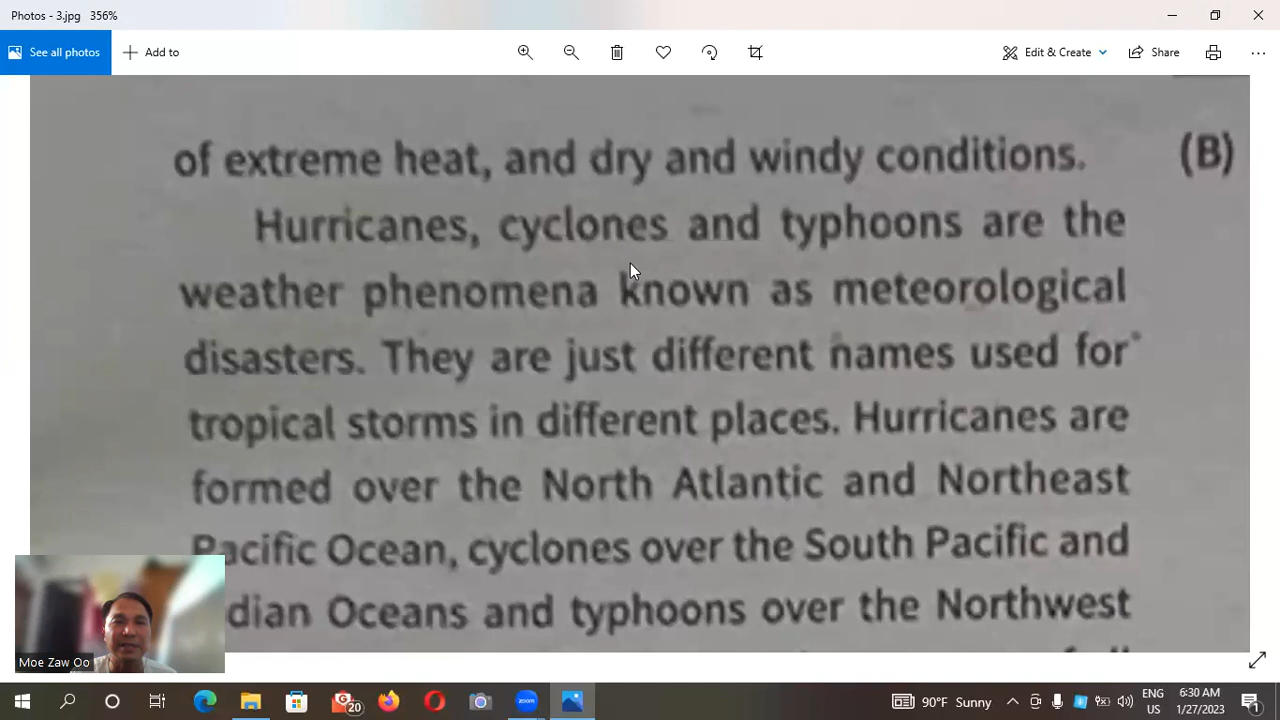 Photos - 3.jpg 356%
See all photos
Add to
Edit & Create
Share
of extreme heat, and dry and windy conditions. (B)
Hurricanes, cyclones and typhoons are the
weather phenomena known as meteorological
disasters. They are just different names used for
tropical storms in different places. Hurricanes are
formed over the North Atlantic and Northeast
Pacific Ocean, cyclones over the South Pacific and
dian Oceans and typhoons over the Northwest
Moe Zaw Oo
20
zoom
90°F Sunny
ENG
US
6:30 AM
1/27/2023
1